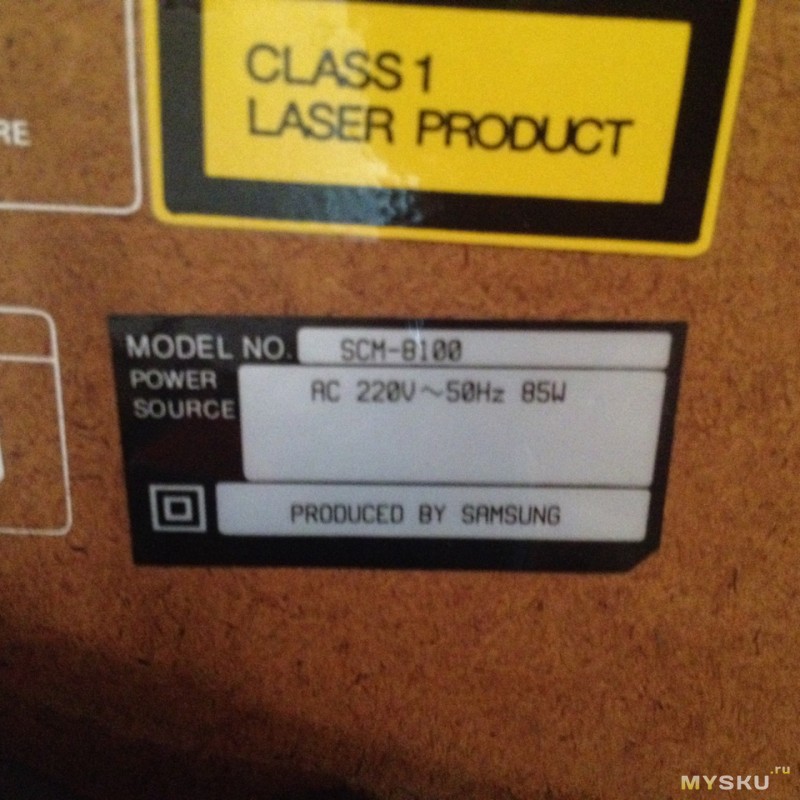 CLASS 1
LASER PRODUCT
RE
MODEL NO. SCM-8100
POWER
SOURCE
AC 220V~50Hz 85W
PRODUCED BY SAMSUNG
MYSKU.ru